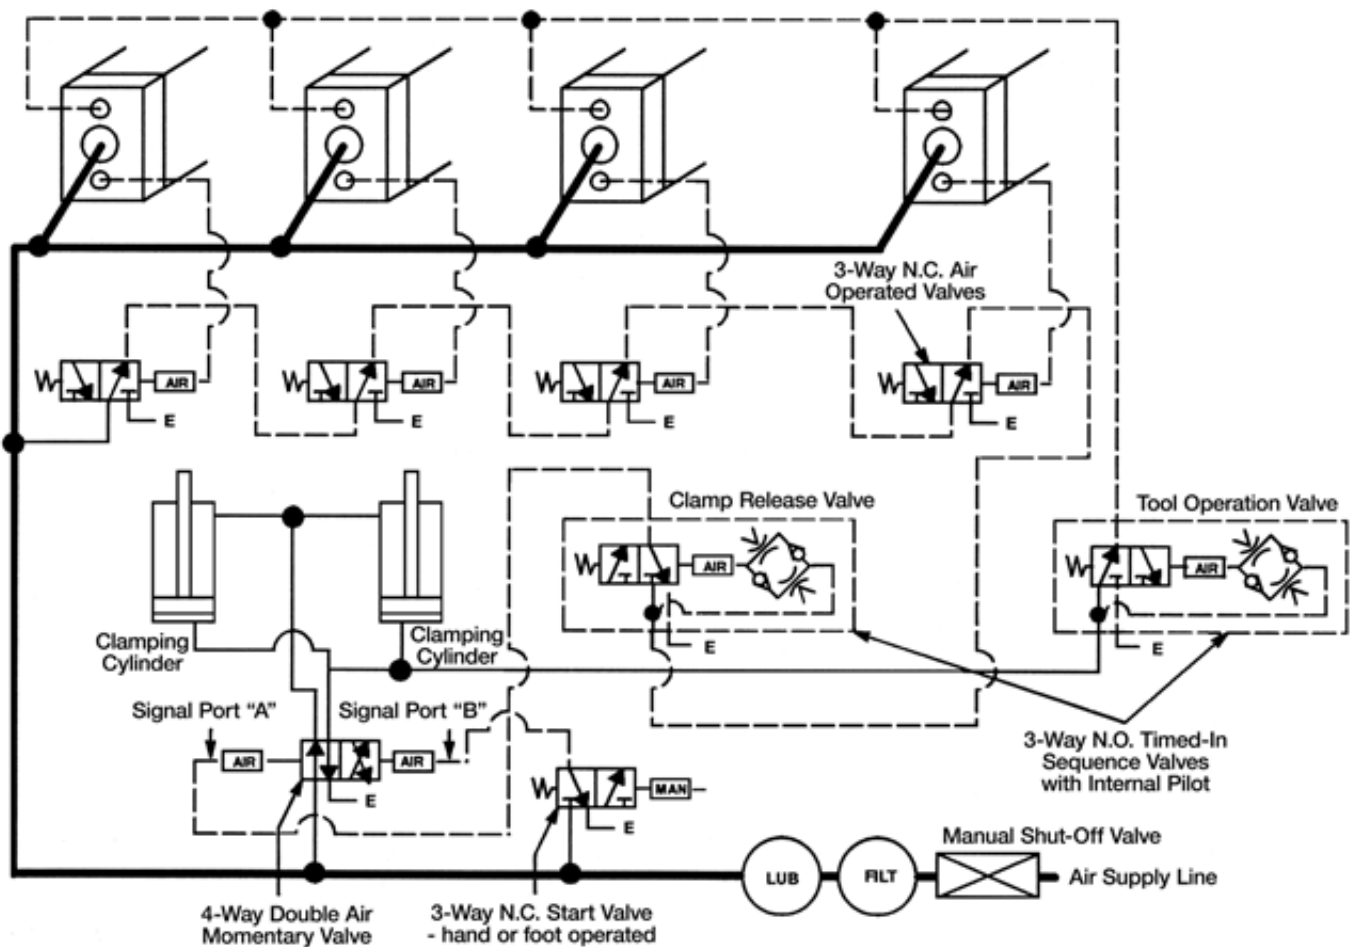 3-Way N.C. Air
Operated Valves
AIR
AIR
AIR
AIR
E
E
E
E
Clamp Release Valve
Tool Operation Valve
AIR
AIR
Clamping
Cylinder
Clamping
Cylinder
E
E
Signal Port “A”
Signal Port “B”
3-Way N.O. Timed-In
Sequence Valves
with Internal Pilot
AIR
AIR
E
MAN
E
Manual Shut-Off Valve
LUB
FILT
Air Supply Line
4-Way Double Air
Momentary Valve
3-Way N.C. Start Valve
- hand or foot operated